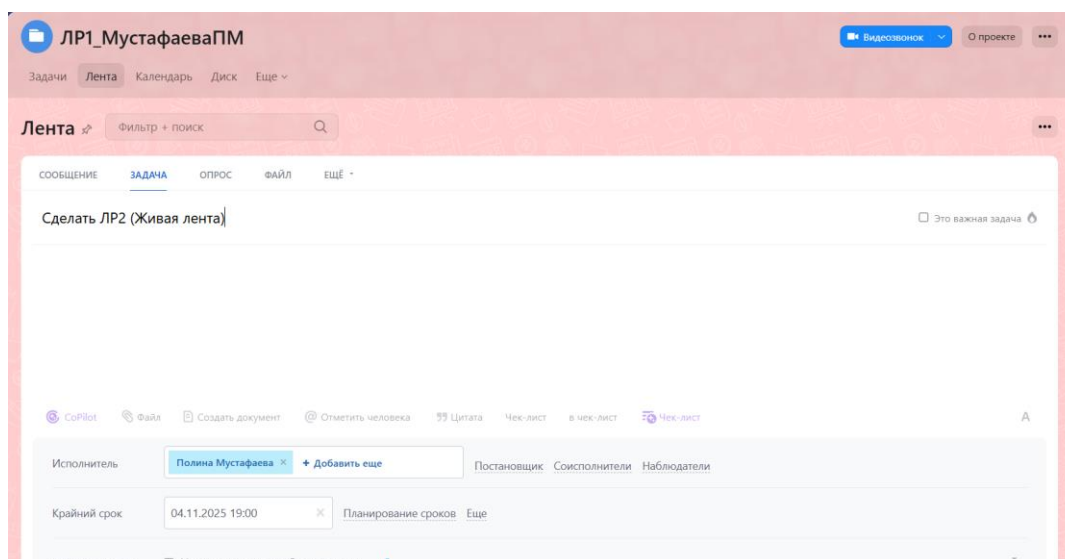 ЛР1_МустафаеваПМ
Видеозвонок
О проекте
Задачи Лента Календарь Диск Еще
Лента Фильтр + поиск
СООБЩЕНИЕ ЗАДАЧА ОПРОС ФАЙЛ ЕЩЁ
Сделать ЛР2 (Живая лента)
Это важная задача
CoPilot Файл Создать документ @ Отметить человека Цитата Чек-лист в чек-лист Чек-лист A
Исполнитель Полина Мустафаева × + Добавить еще Постановщик Соисполнители Наблюдатели
Крайний срок 04.11.2025 19:00 × Планирование сроков Еще